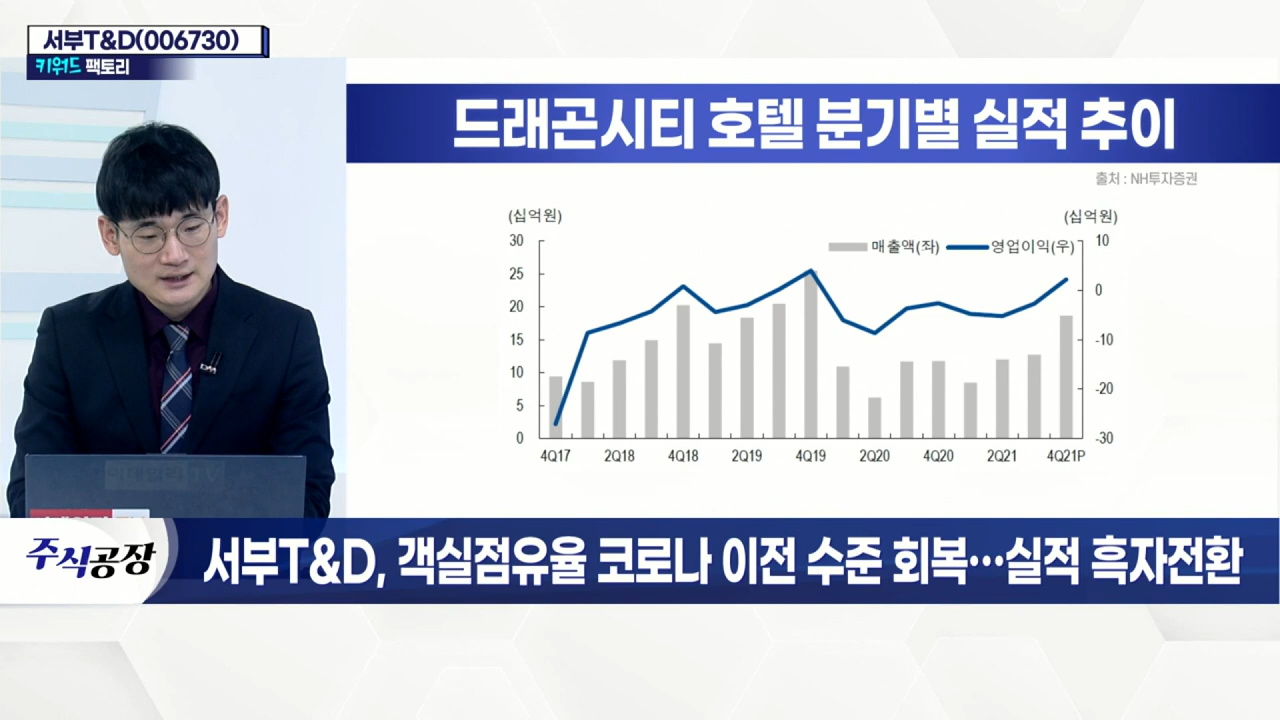 서부T&D(006730)
키워드 팩토리
드래곤시티 호텔 분기별 실적 추이
출처 : NH투자증권
(십억원) (십억원)
매출액(좌) 영업이익(우)
30 10
25 0
20
15 -10
10 -20
5
0 -30
4Q17 2Q18 4Q18 2Q19 4Q19 2Q20 4Q20 2Q21 4Q21P
주식공장
서부T&D, 객실점유율 코로나 이전 수준 회복…실적 흑자전환